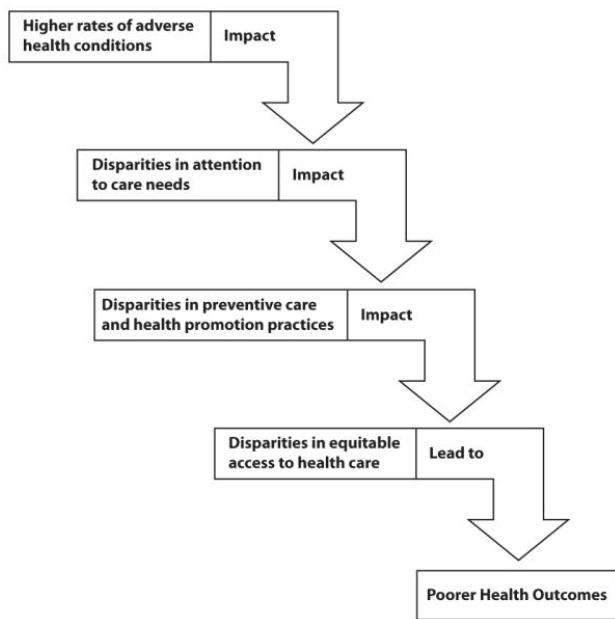 Higher rates of adverse
health conditions
Impact
Disparities in attention
to care needs
Impact
Disparities in preventive care
and health promotion practices
Impact
Disparities in equitable
access to health care
Lead to
Poorer Health Outcomes